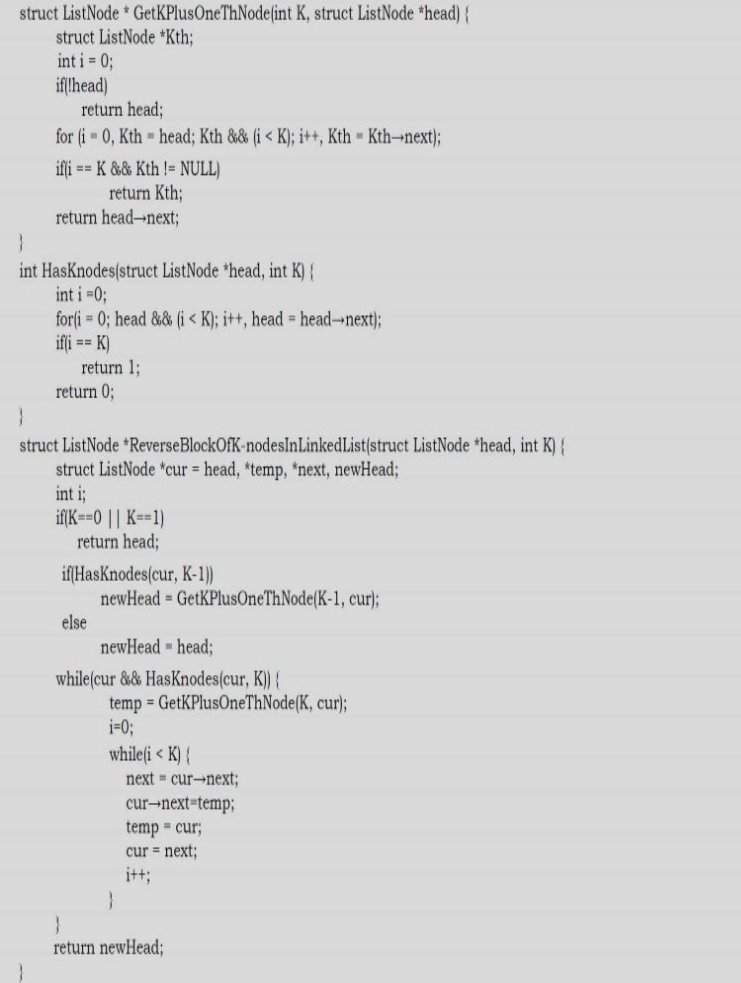 struct ListNode * GetKPlusOneThNode(int K, struct ListNode *head) {
struct ListNode *Kth;
int i = 0;
if(!head)
return head;
for (i = 0, Kth = head; Kth && (i < K); i++, Kth = Kth→next);
if(i == K && Kth != NULL)
return Kth;
return head→next;
}
int HasKnodes(struct ListNode *head, int K) {
int i =0;
for(i = 0; head && (i < K); i++, head = head→next);
if(i == K)
return 1;
return 0;
}
struct ListNode *ReverseBlockOfK-nodesInLinkedList(struct ListNode *head, int K) {
struct ListNode *cur = head, *temp, *next, newHead;
int i;
if(K==0 || K==1)
return head;
if(HasKnodes(cur, K-1))
newHead = GetKPlusOneThNode(K-1, cur);
else
newHead = head;
while(cur && HasKnodes(cur, K)) {
temp = GetKPlusOneThNode(K, cur);
i=0;
while(i < K) {
next = cur→next;
cur→next=temp;
temp = cur;
cur = next;
i++;
}
}
return newHead;
}